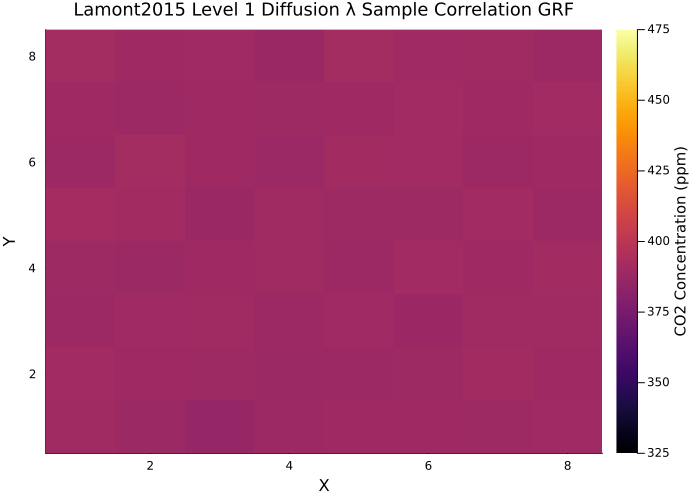 Lamont2015 Level 1 Diffusion λ Sample Correlation GRF
8
6
4
2
Y
2 4 6 8
X
475
450
425
400
375
350
325
CO2 Concentration (ppm)